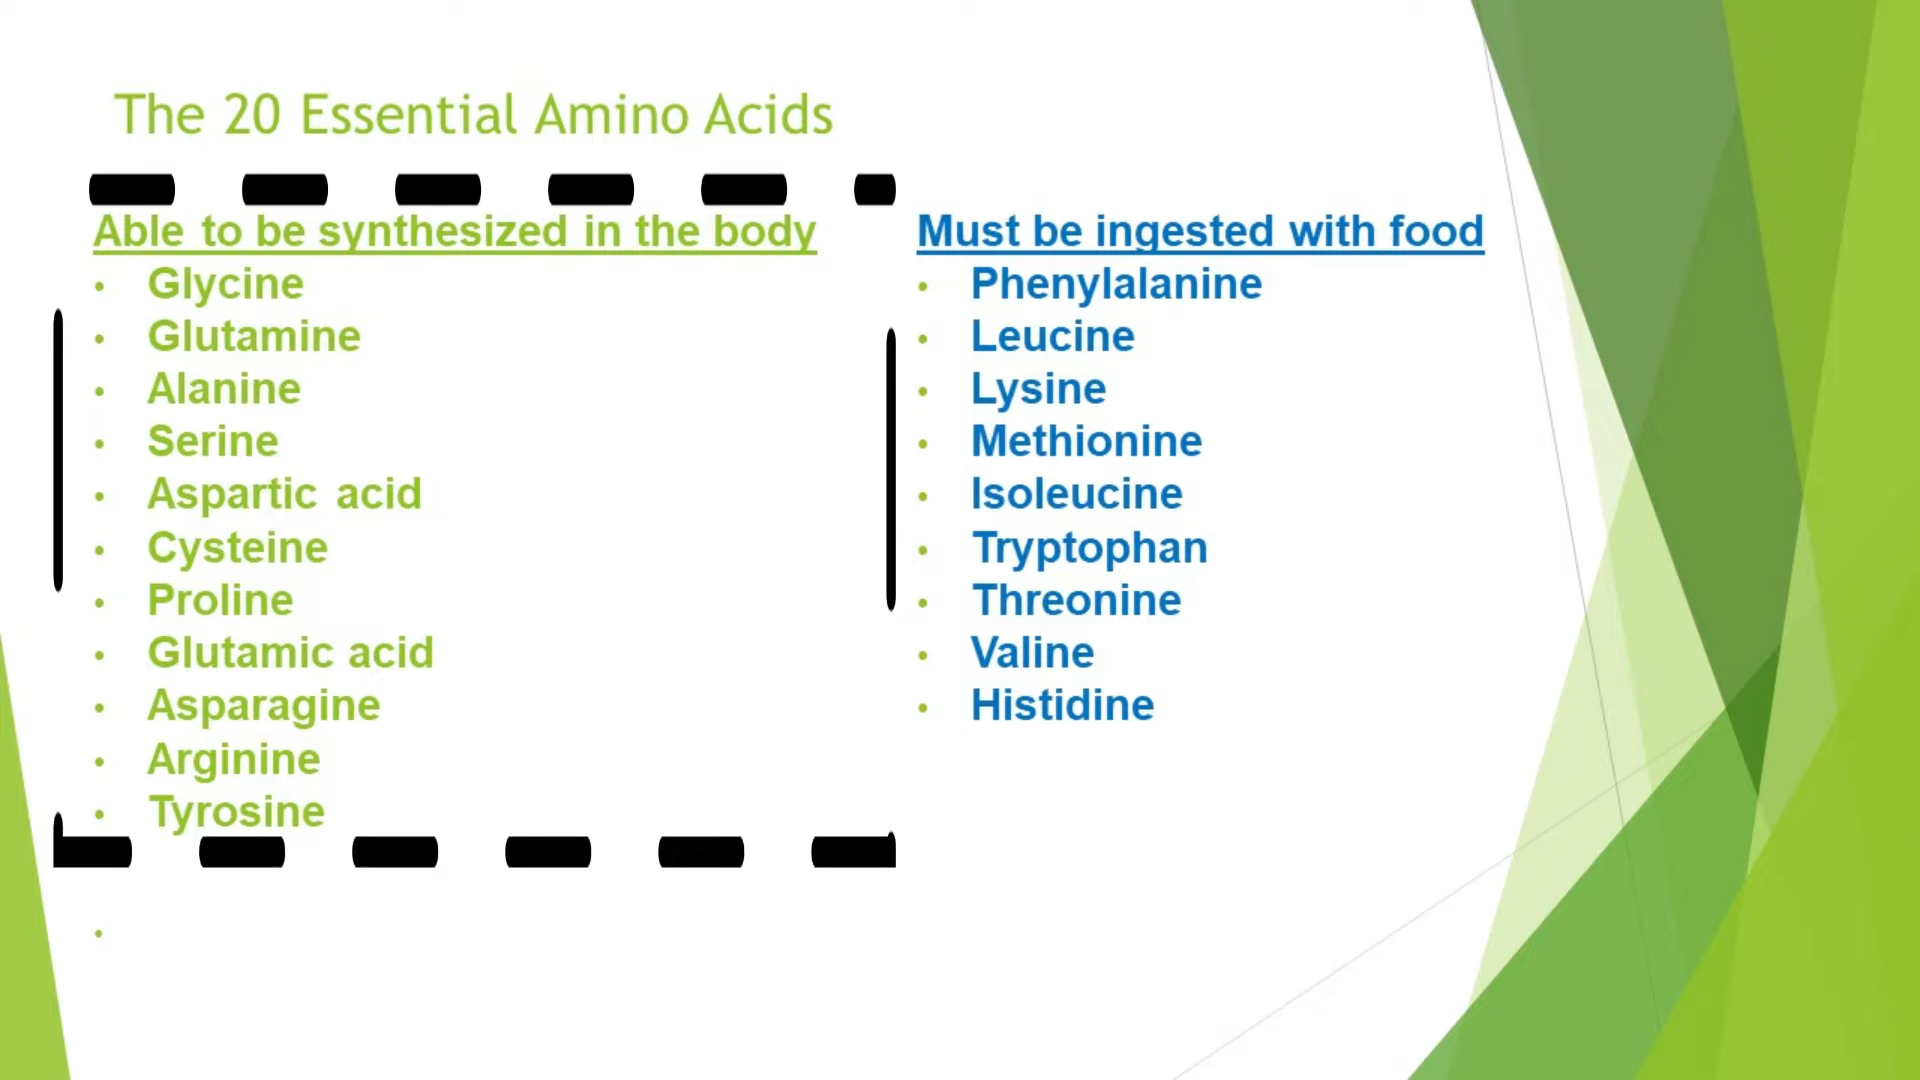 The 20 Essential Amino Acids
Able to be synthesized in the body
• Glycine
• Glutamine
• Alanine
• Serine
• Aspartic acid
• Cysteine
• Proline
• Glutamic acid
• Asparagine
• Arginine
• Tyrosine
•
Must be ingested with food
• Phenylalanine
• Leucine
• Lysine
• Methionine
• Isoleucine
• Tryptophan
• Threonine
• Valine
• Histidine